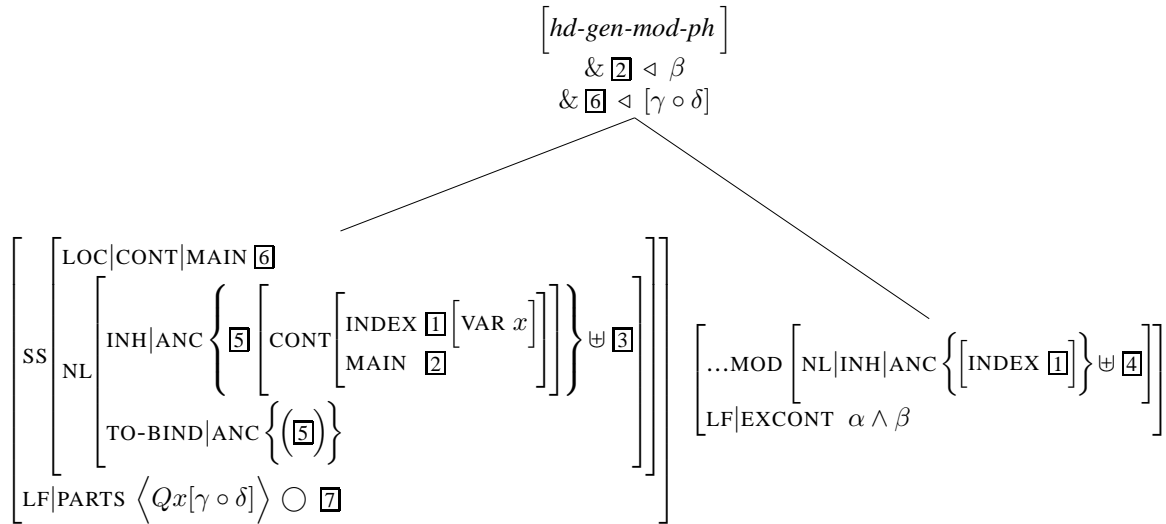 [hd-gen-mod-ph]
& 2 ◁ β
& 6 ◁ [γ ∘ δ]
LOC|CONT|MAIN 6
SS NL INH|ANC { 5 [CONT [INDEX 1 [VAR x]
MAIN 2]] } ⊎ 3
TO-BIND|ANC {(5)}
LF|PARTS ⟨Qx[γ ∘ δ]⟩ ◯ 7
…MOD [NL|INH|ANC {[INDEX 1]} ⊎ 4]
LF|EXCONT α ∧ β